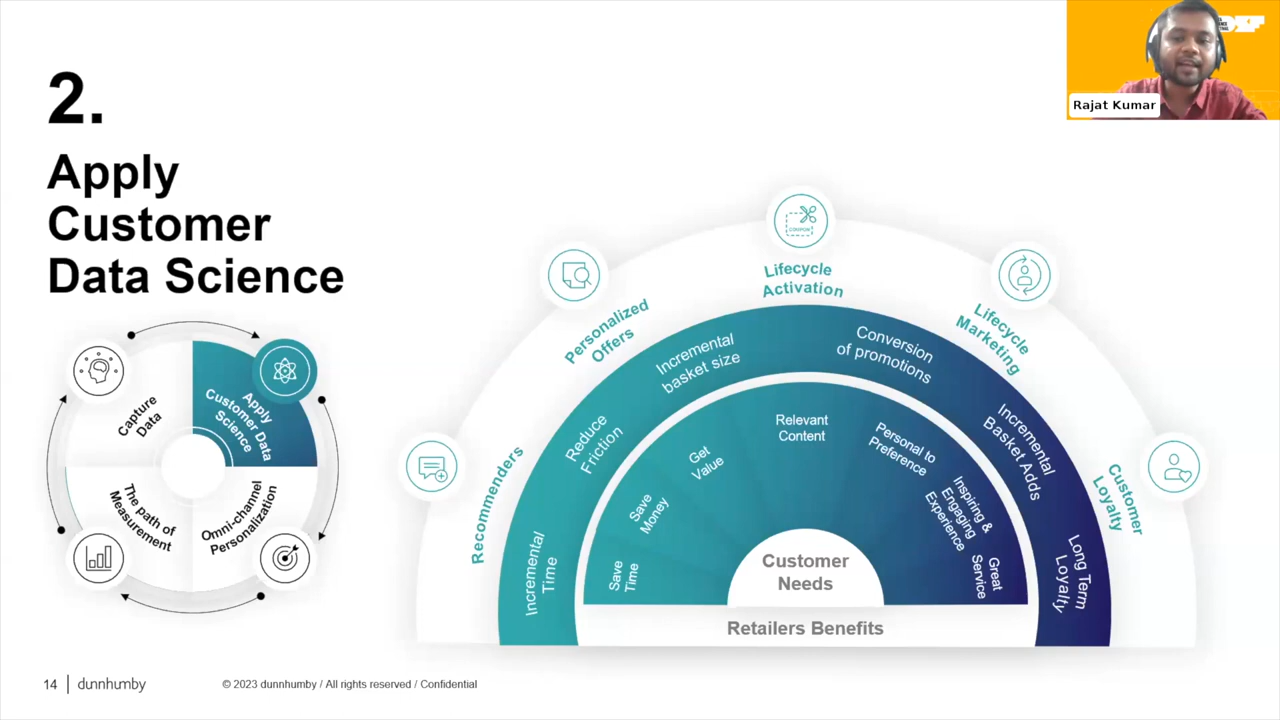 2.
Apply
Customer
Data Science
Capture
Data
Apply
Customer Data
Science
The path of
Measurement
Omni-channel
Personalization
Recommenders
Personalized
Offers
Lifecycle
Activation
Lifecycle
Marketing
Customer
Loyalty
Incremental
Time
Reduce
Friction
Incremental
basket size
Conversion
of promotions
Incremental
Basket Adds
Long Term
Loyalty
Save
Time
Save
Money
Get
Value
Relevant
Content
Personal to
Preference
Inspiring &
Engaging
Experience
Great
Service
Customer
Needs
Retailers Benefits
COUPON
Rajat Kumar
14 | dunnhumby
© 2023 dunnhumby / All rights reserved / Confidential